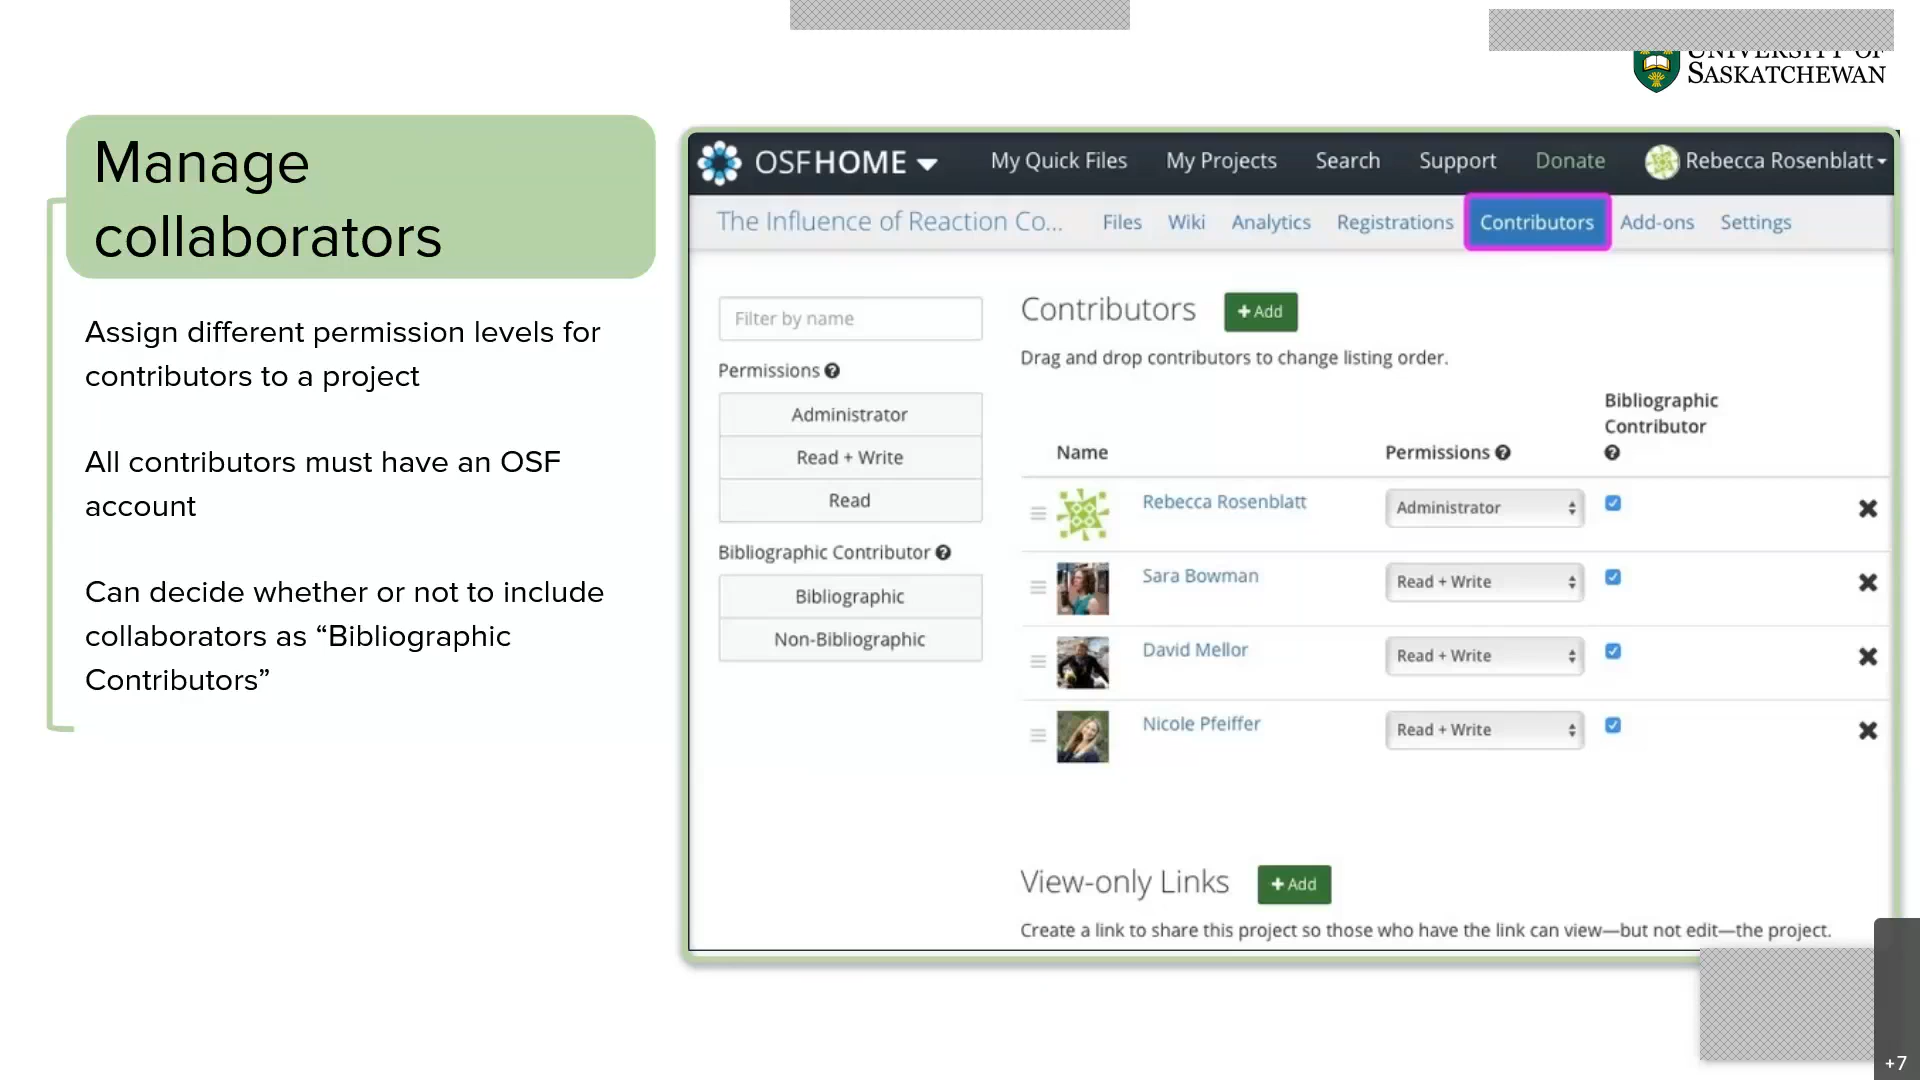 SASKATCHEWAN
Manage
collaborators
Assign different permission levels for
contributors to a project
All contributors must have an OSF
account
Can decide whether or not to include
collaborators as “Bibliographic
Contributors”
OSFHOME My Quick Files My Projects Search Support Donate Rebecca Rosenblatt
The Influence of Reaction Co... Files Wiki Analytics Registrations Contributors Add-ons Settings
Filter by name
Permissions
Administrator
Read + Write
Read
Bibliographic Contributor
Bibliographic
Non-Bibliographic
Contributors + Add
Drag and drop contributors to change listing order.
Name Permissions Bibliographic
Contributor
Rebecca Rosenblatt Administrator
Sara Bowman Read + Write
David Mellor Read + Write
Nicole Pfeiffer Read + Write
View-only Links + Add
Create a link to share this project so those who have the link can view—but not edit—the project.
+7